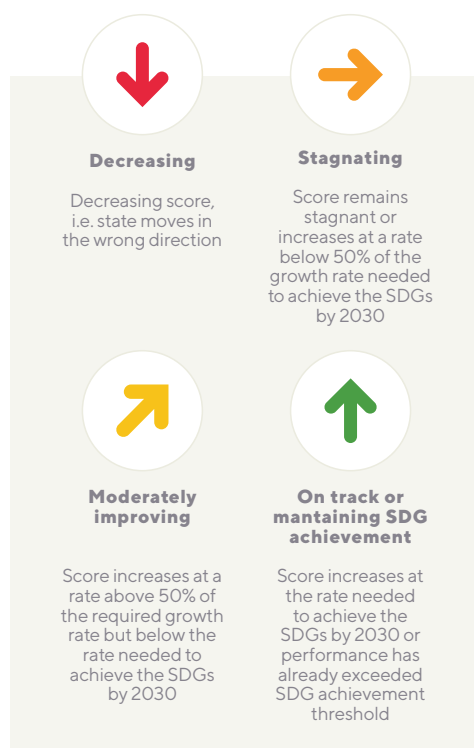 Decreasing
Decreasing score,
i.e. state moves in
the wrong direction
Stagnating
Score remains
stagnant or
increases at a rate
below 50% of the
growth rate needed
to achieve the SDGs
by 2030
Moderately
improving
Score increases at a
rate above 50% of
the required growth
rate but below the
rate needed to
achieve the SDGs
by 2030
On track or
mantaining SDG
achievement
Score increases at
the rate needed
to achieve the
SDGs by 2030 or
performance has
already exceeded
SDG achievement
threshold